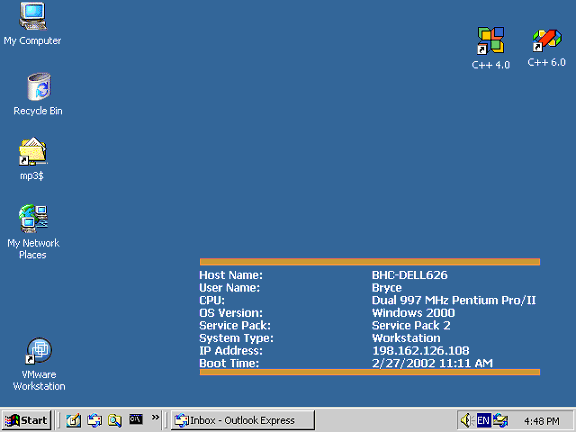 My Computer
Recycle Bin
mp3$
My Network
Places
VMware
Workstation
C++ 4.0
C++ 6.0
Host Name: BHC-DELL626
User Name: Bryce
CPU: Dual 997 MHz Pentium Pro/II
OS Version: Windows 2000
Service Pack: Service Pack 2
System Type: Workstation
IP Address: 198.162.126.108
Boot Time: 2/27/2002 11:11 AM
Start
»
Inbox - Outlook Express
EN
4:48 PM